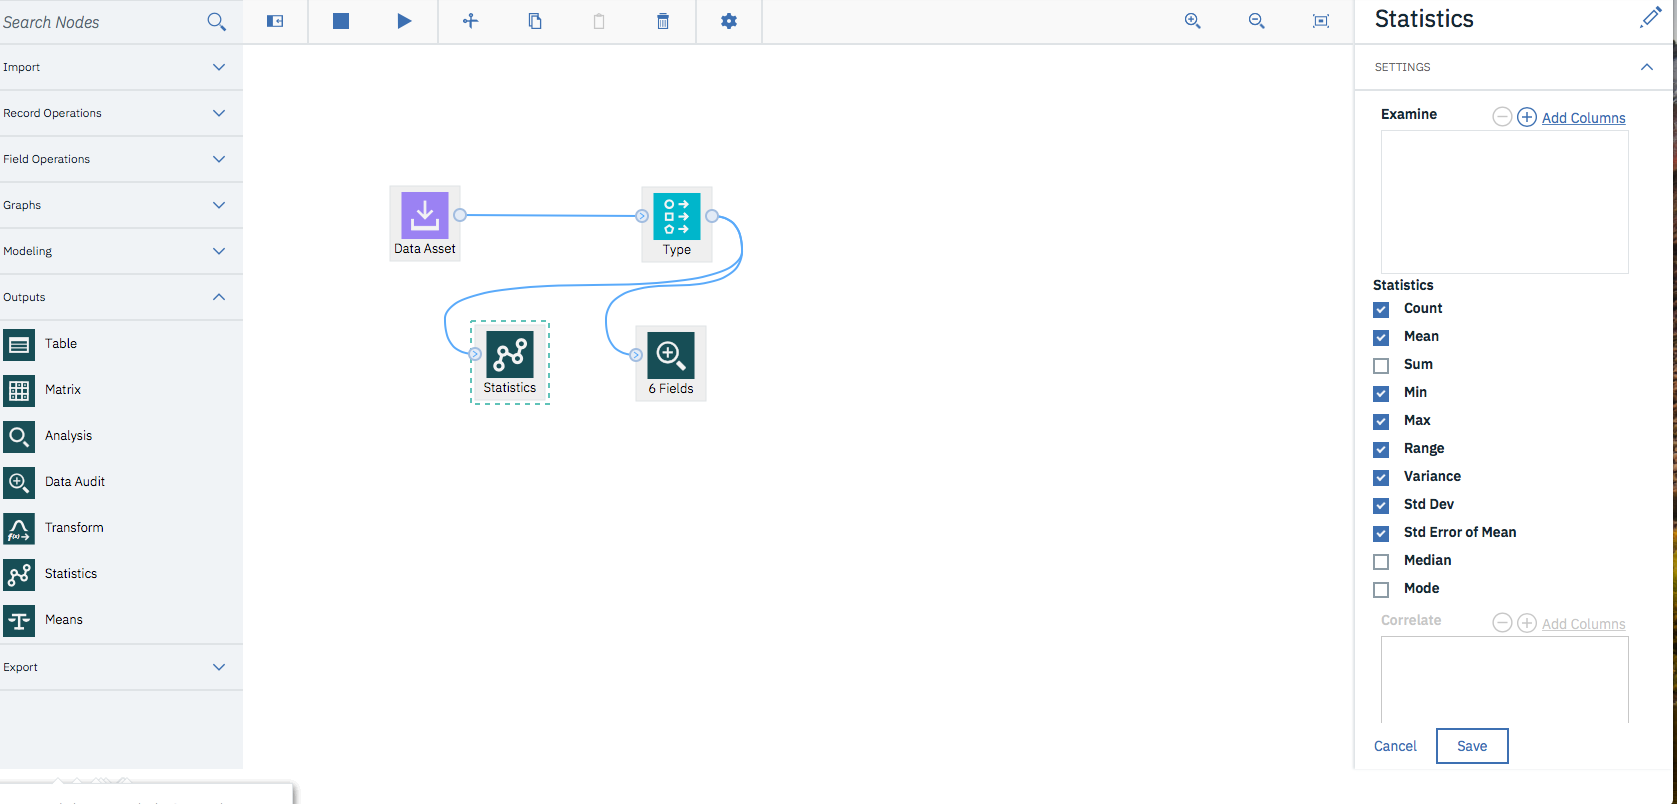 Search Nodes
Import
Record Operations
Field Operations
Graphs
Modeling
Outputs
Table
Matrix
Analysis
Data Audit
Transform
Statistics
Means
Export
Data Asset
Type
Statistics
6 Fields
Statistics
SETTINGS
Examine
Add Columns
Statistics
Count
Mean
Sum
Min
Max
Range
Variance
Std Dev
Std Error of Mean
Median
Mode
Correlate
Add Columns
Cancel
Save